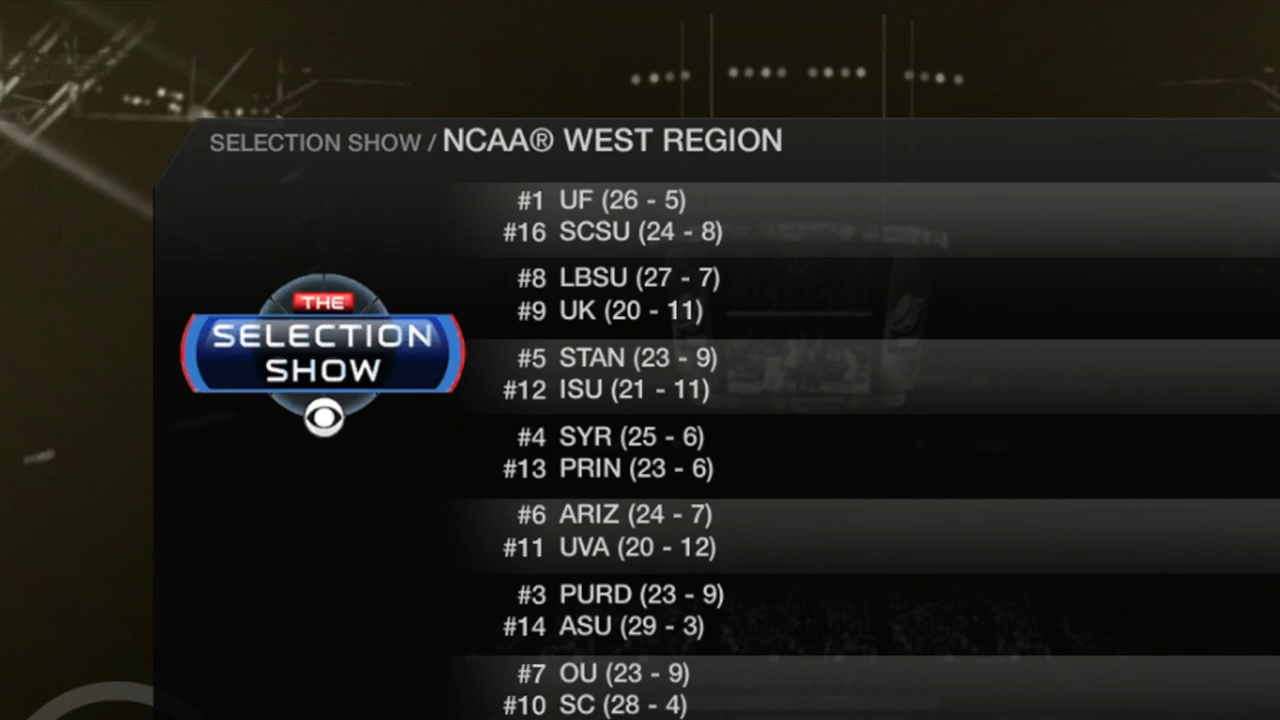 SELECTION SHOW / NCAA® WEST REGION
THE
SELECTION
SHOW
#1 UF (26 - 5)
#16 SCSU (24 - 8)
#8 LBSU (27 - 7)
#9 UK (20 - 11)
#5 STAN (23 - 9)
#12 ISU (21 - 11)
#4 SYR (25 - 6)
#13 PRIN (23 - 6)
#6 ARIZ (24 - 7)
#11 UVA (20 - 12)
#3 PURD (23 - 9)
#14 ASU (29 - 3)
#7 OU (23 - 9)
#10 SC (28 - 4)